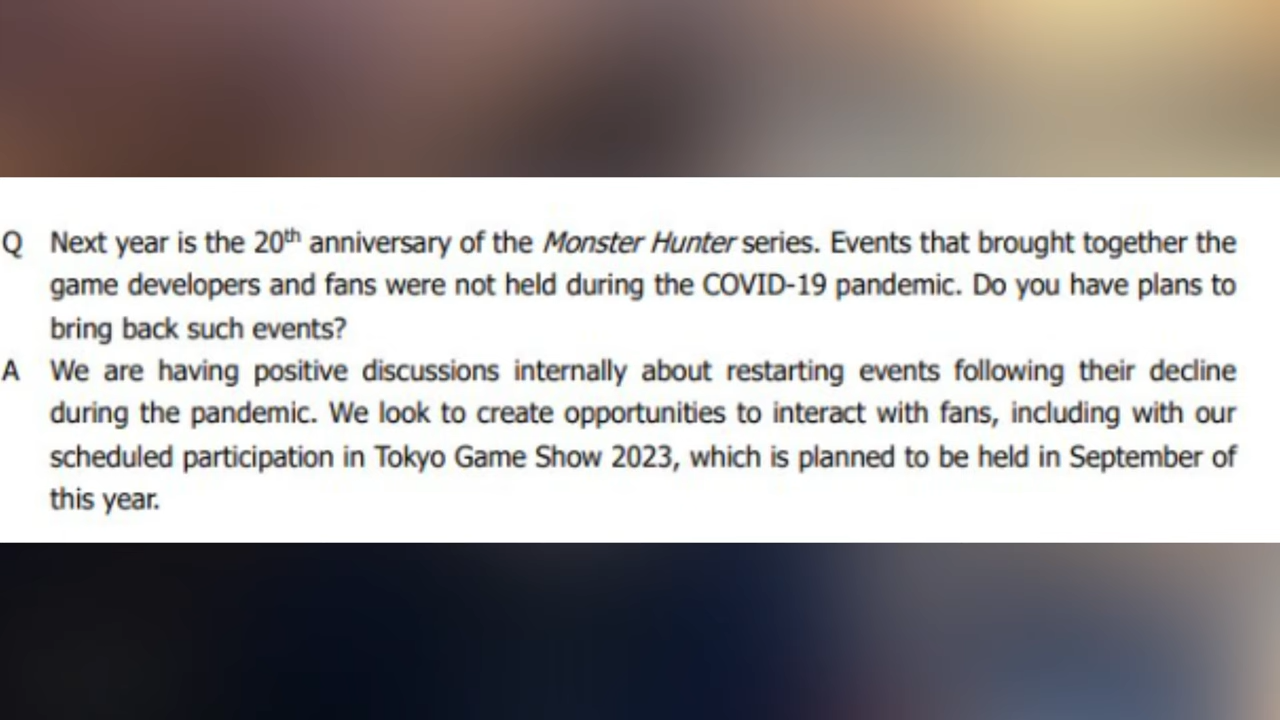 Q Next year is the 20th anniversary of the Monster Hunter series. Events that brought together the
game developers and fans were not held during the COVID-19 pandemic. Do you have plans to
bring back such events?
A We are having positive discussions internally about restarting events following their decline
during the pandemic. We look to create opportunities to interact with fans, including with our
scheduled participation in Tokyo Game Show 2023, which is planned to be held in September of
this year.